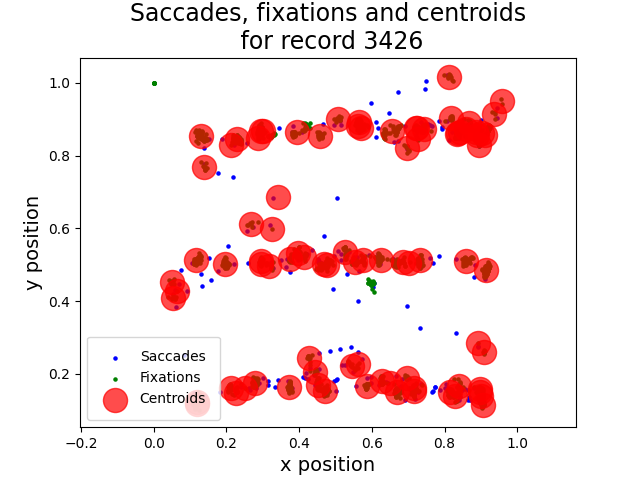 Saccades, fixations and centroids
for record 3426
y position
1.0
0.8
0.6
0.4
0.2
Saccades
Fixations
Centroids
−0.2
0.0
0.2
0.4
0.6
0.8
1.0
x position